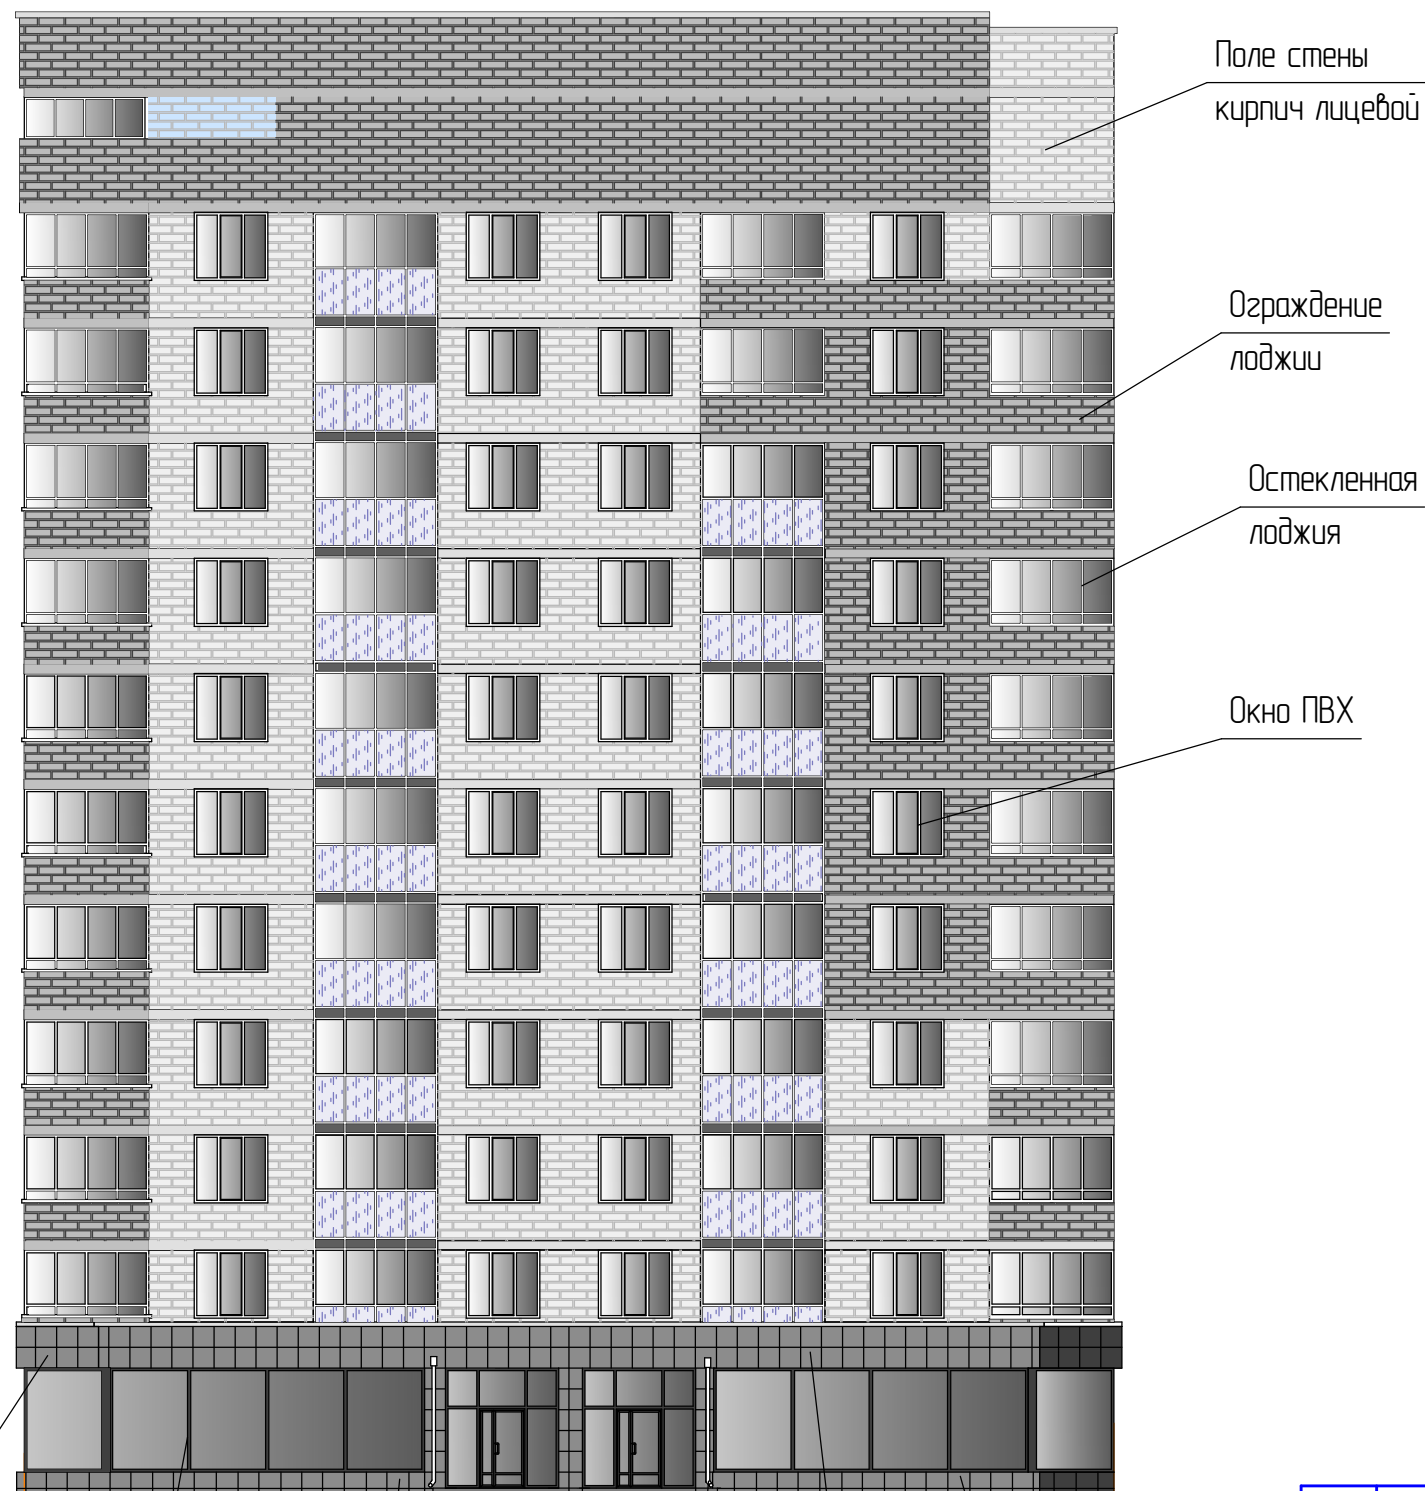 Поле стены
кирпич лицевой
Ограждение
лоджии
Остекленная
лоджия
Окно ПВХ